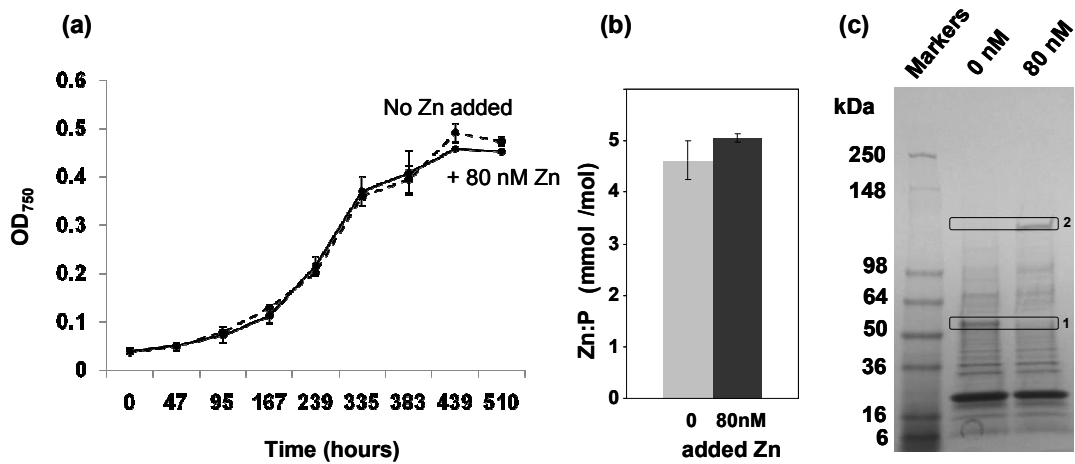 (a)
OD750
0.6
0.5
0.4
0.3
0.2
0.1
0
No Zn added
+ 80 nM Zn
0 47 95 167 239 335 383 439 510
Time (hours)
(b)
Zn:P (mmol /mol)
5
4
3
2
1
0
0 80nM
added Zn
(c)
Markers
0 nM
80 nM
kDa
250
148
98
64
50
36
16
6
2
1